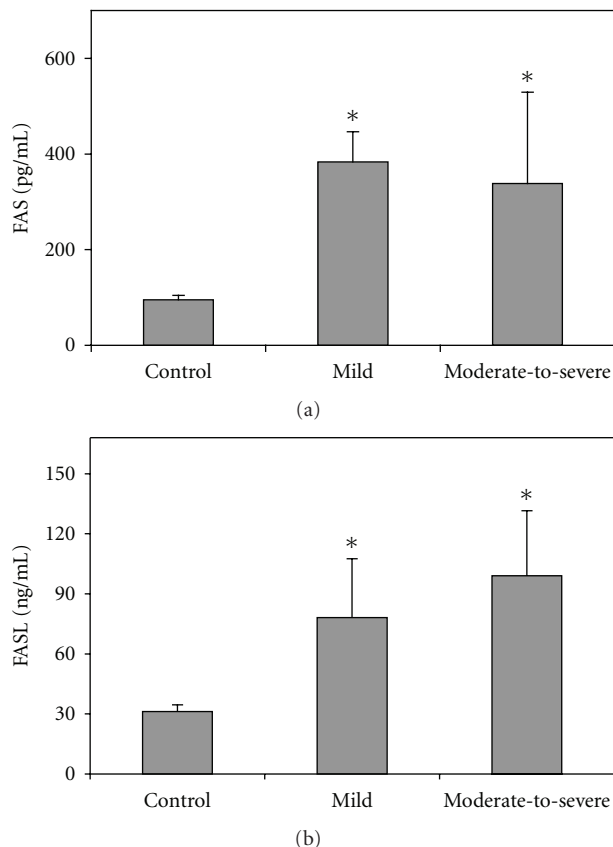 600
400
200
0
FAS (pg/mL)
*
*
Control Mild Moderate-to-severe
(a)
150
120
90
60
30
0
FASL (ng/mL)
*
*
Control Mild Moderate-to-severe
(b)